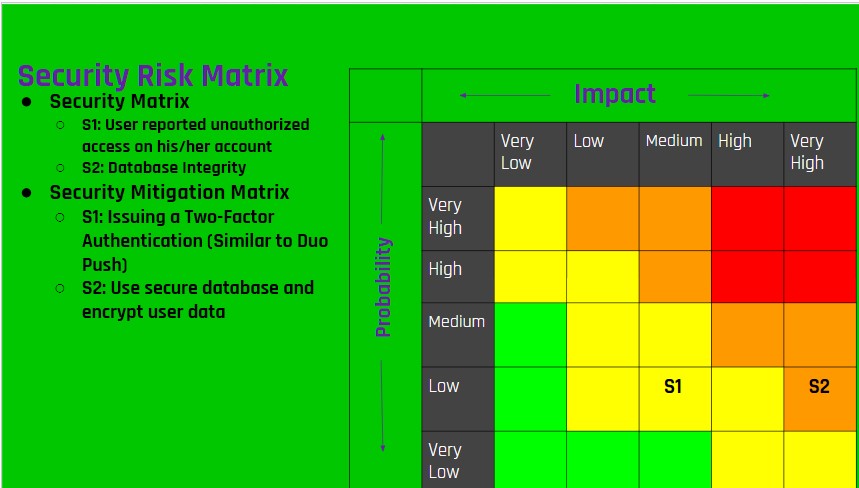 Security Risk Matrix
● Security Matrix
○ S1: User reported unauthorized
access on his/her account
○ S2: Database Integrity
● Security Mitigation Matrix
○ S1: Issuing a Two-Factor
Authentication (Similar to Duo
Push)
○ S2: Use secure database and
encrypt user data
Impact
Probability
Very Low
Low
Medium
High
Very High
Very High
High
Medium
Low
S1
S2
Very Low